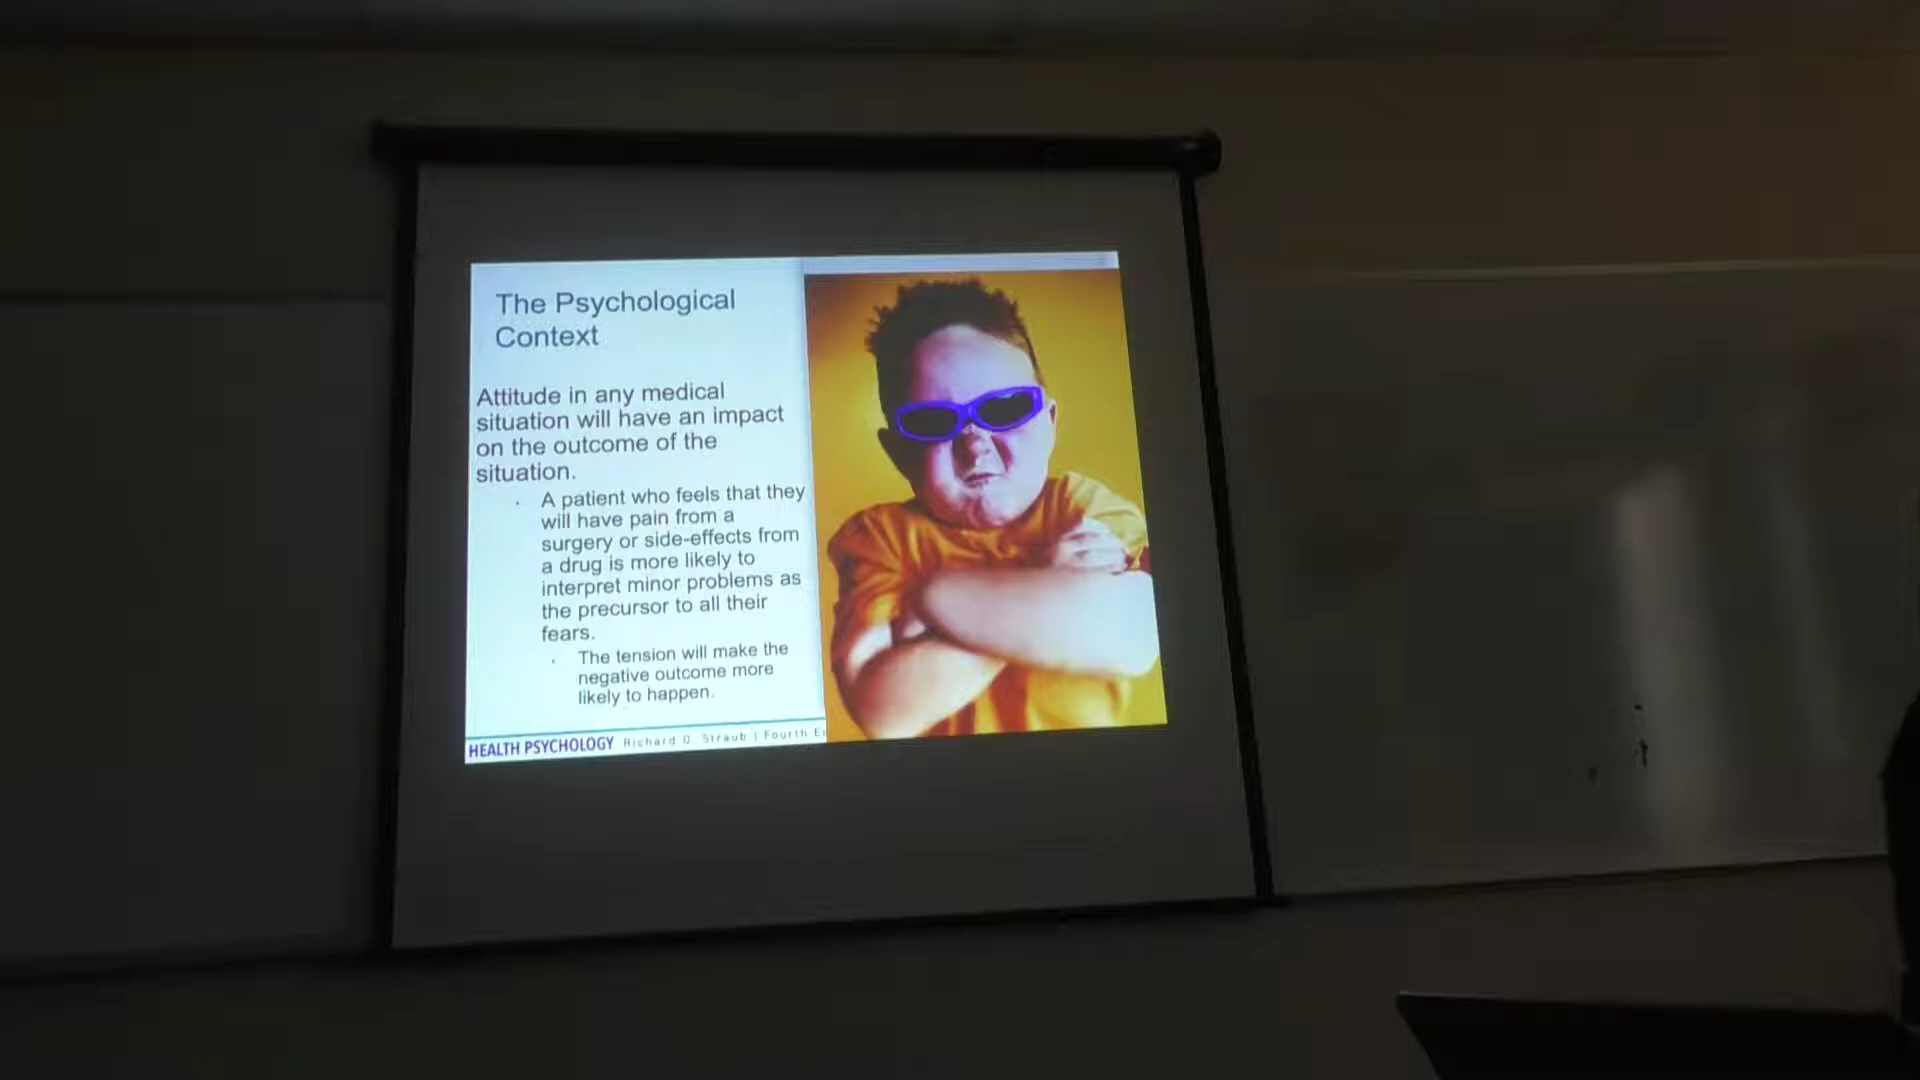 The Psychological
Context
Attitude in any medical
situation will have an impact
on the outcome of the
situation.
· A patient who feels that they
will have pain from a
surgery or side-effects from
a drug is more likely to
interpret minor problems as
the precursor to all their
fears.
· The tension will make the
negative outcome more
likely to happen.
HEALTH PSYCHOLOGY Richard O. Straub | Fourth